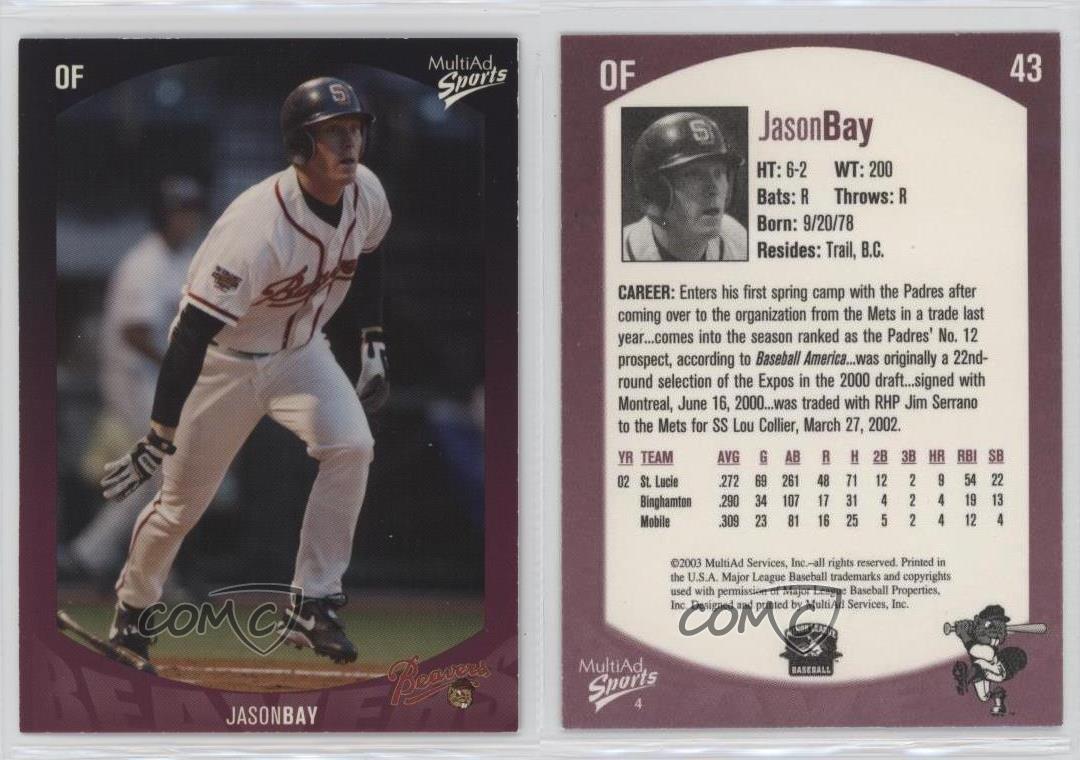 OF
MultiAd
Sports
S
Beavers
5
COMC
Beavers
BEAVERS
JASONBAY
OF
43
S
JasonBay
HT: 6-2 WT: 200
Bats: R Throws: R
Born: 9/20/78
Resides: Trail, B.C.
CAREER: Enters his first spring camp with the Padres after
coming over to the organization from the Mets in a trade last
year...comes into the season ranked as the Padres' No. 12
prospect, according to Baseball America...was originally a 22nd-
round selection of the Expos in the 2000 draft...signed with
Montreal, June 16, 2000...was traded with RHP Jim Serrano
to the Mets for SS Lou Collier, March 27, 2002.
YR TEAM AVG G AB R H 2B 3B HR RBI SB
02 St. Lucie .272 69 261 48 71 12 2 9 54 22
Binghamton .290 34 107 17 31 4 2 4 19 13
Mobile .309 23 81 16 25 5 2 4 12 4
©2003 MultiAd Services, Inc.–all rights reserved. Printed in
the U.S.A. Major League Baseball trademarks and copyrights
used with permission of Major League Baseball Properties,
Inc. Designed and printed by MultiAd Services, Inc.
COMC
MINOR LEAGUE
BASEBALL
MultiAd
Sports
4